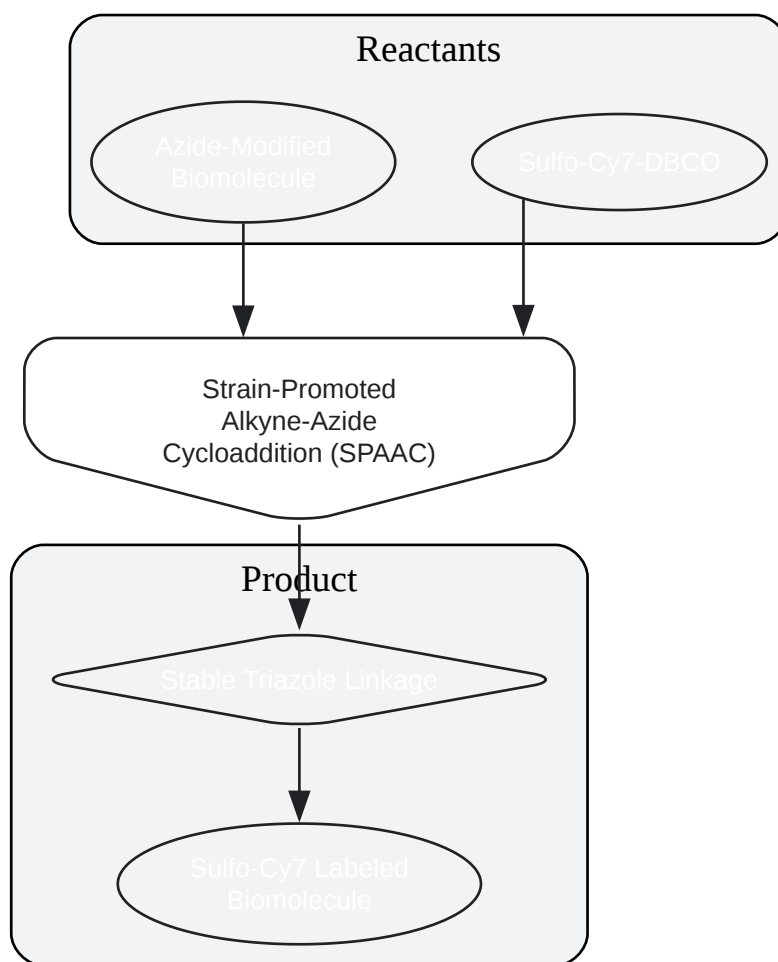 Reactants
Azide-Modified
Biomolecule
Sulfo-Cy7-DBCO
Strain-Promoted
Alkyne-Azide
Cycloaddition (SPAAC)
Product
Stable Triazole Linkage
Sulfo-Cy7 Labeled
Biomolecule